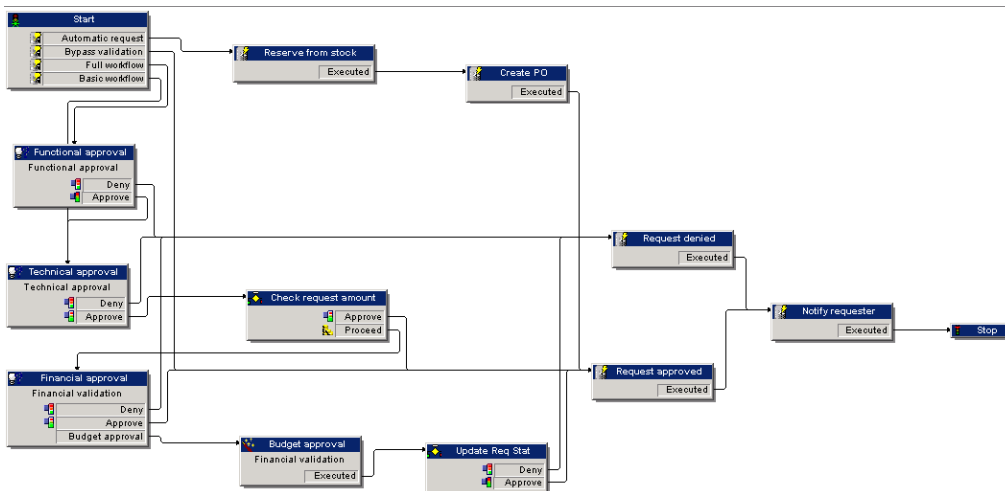 Start
Automatic request
Bypass validation
Full workflow
Basic workflow
Reserve from stock
Executed
Create PO
Executed
Functional approval
Functional approval
Deny
Approve
Request denied
Executed
Technical approval
Technical approval
Deny
Approve
Check request amount
Approve
Proceed
Notify requester
Executed
Stop
Financial approval
Financial validation
Deny
Approve
Budget approval
Request approved
Executed
Budget approval
Financial validation
Executed
Update Req Stat
Deny
Approve